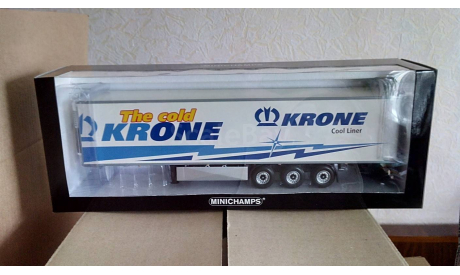 The cold
KRONE
KRONE
Cool Liner
MINICHAMPS